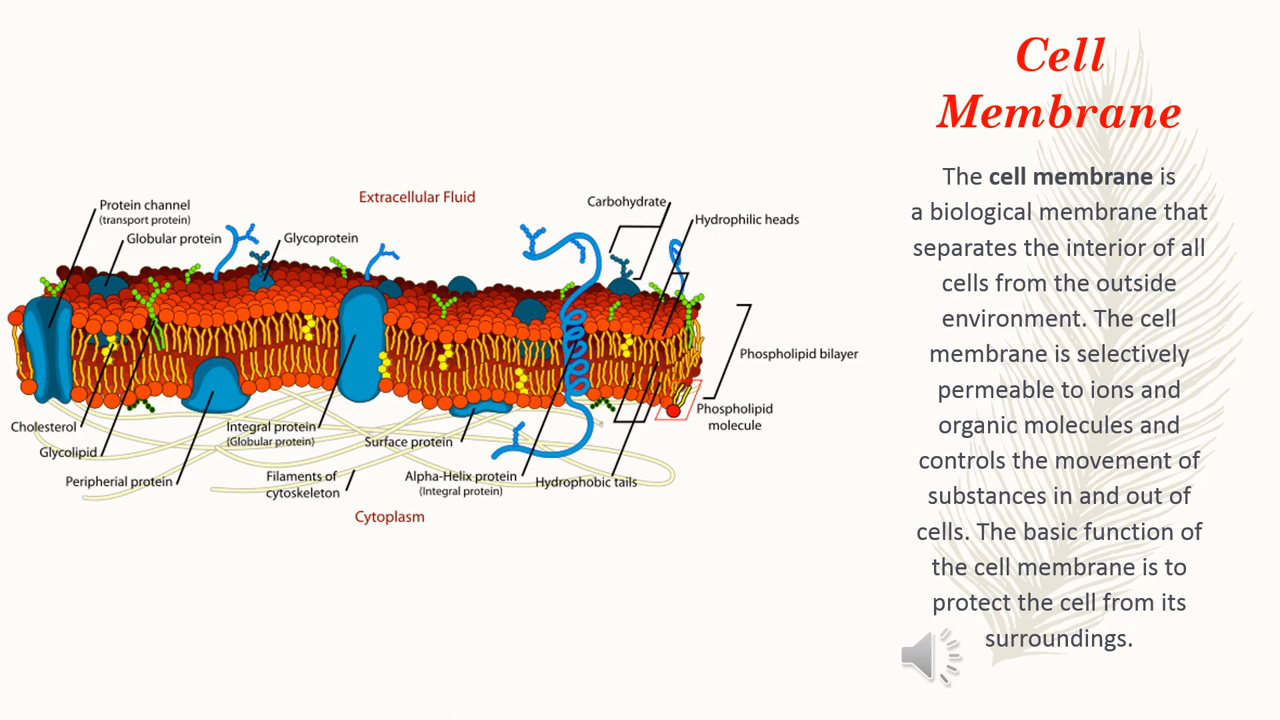 Cell
Membrane
The cell membrane is
a biological membrane that
separates the interior of all
cells from the outside
environment. The cell
membrane is selectively
permeable to ions and
organic molecules and
controls the movement of
substances in and out of
cells. The basic function of
the cell membrane is to
protect the cell from its
surroundings.
Extracellular Fluid
Protein channel
(transport protein)
Globular protein
Glycoprotein
Carbohydrate
Hydrophilic heads
Phospholipid bilayer
Phospholipid
molecule
Cholesterol
Glycolipid
Peripherial protein
Integral protein
(Globular protein)
Filaments of
cytoskeleton
Surface protein
Alpha-Helix protein
(Integral protein)
Hydrophobic tails
Cytoplasm